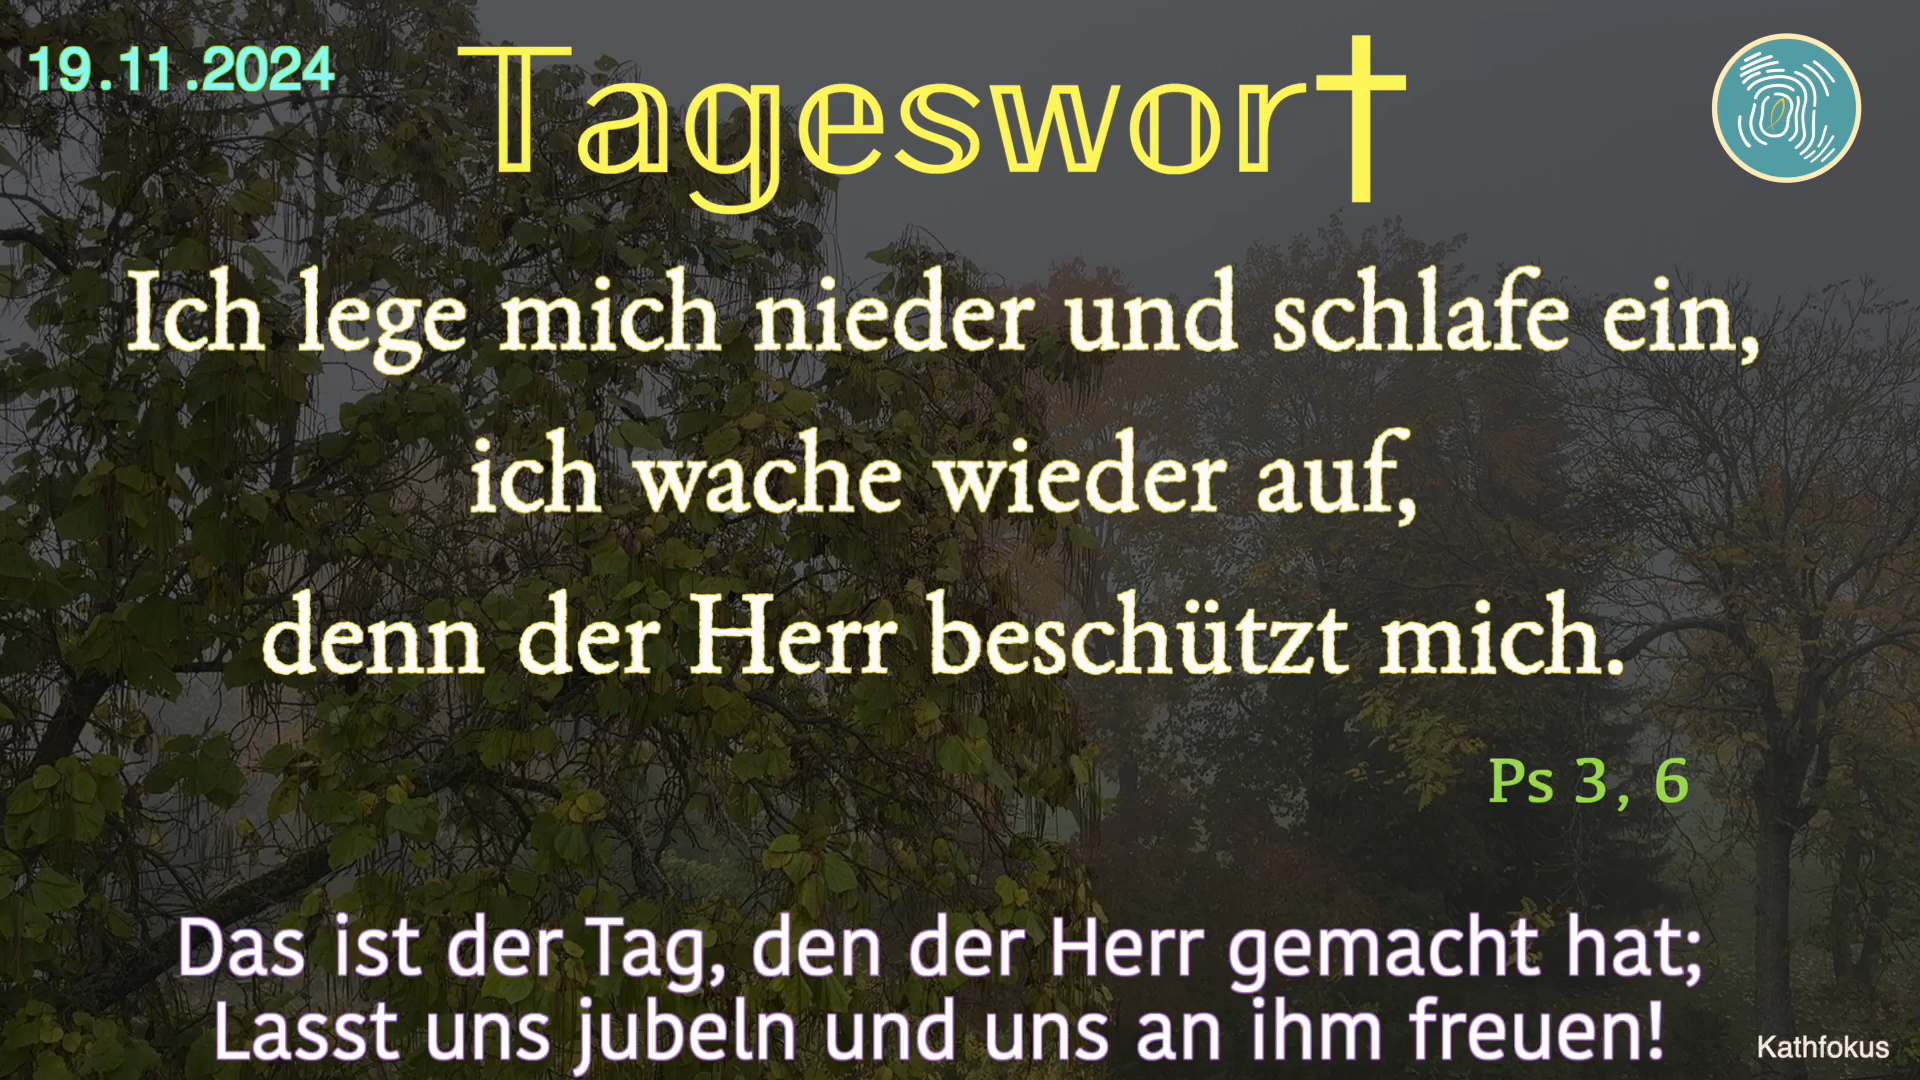 19.11.2024
Tageswort
Ich lege mich nieder und schlafe ein,
ich wache wieder auf,
denn der Herr beschützt mich.
Ps 3, 6
Das ist der Tag, den der Herr gemacht hat;
Lasst uns jubeln und uns an ihm freuen!
Kathfokus